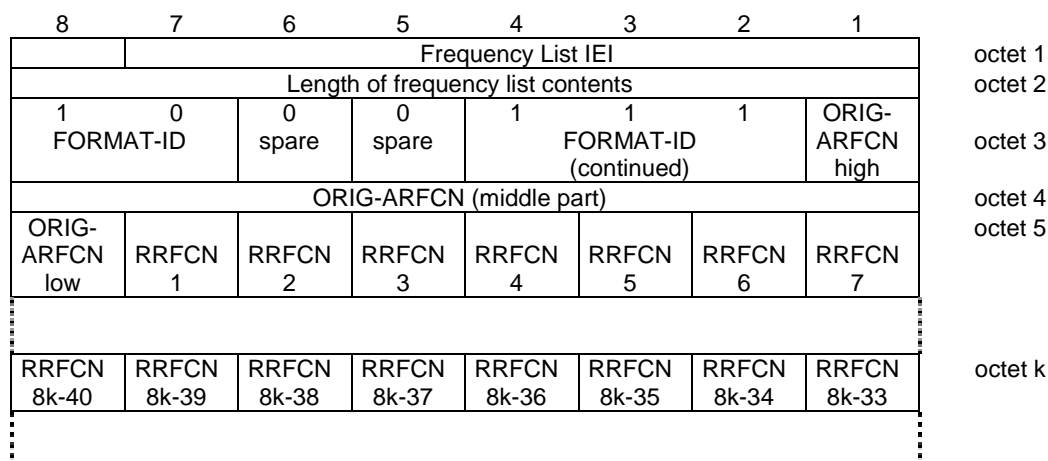 8 7 6 5 4 3 2 1
Frequency List IEI octet 1
Length of frequency list contents octet 2
1 0 0 0 1 1 1 ORIG-
FORMAT-ID spare spare FORMAT-ID ARFCN octet 3
(continued) high
ORIG-ARFCN (middle part) octet 4
ORIG- octet 5
ARFCN RRFCN RRFCN RRFCN RRFCN RRFCN RRFCN RRFCN
low 1 2 3 4 5 6 7
RRFCN RRFCN RRFCN RRFCN RRFCN RRFCN RRFCN RRFCN octet k
8k-40 8k-39 8k-38 8k-37 8k-36 8k-35 8k-34 8k-33